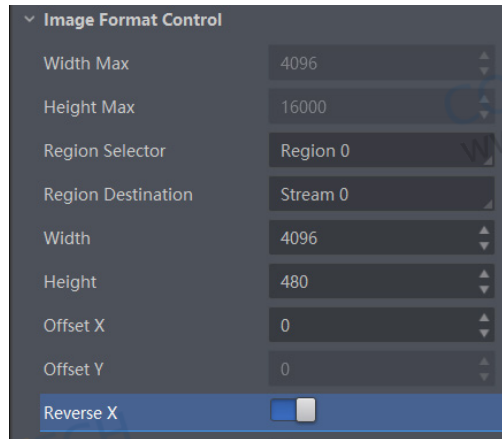 Image Format Control
Width Max 4096
Height Max 16000
Region Selector Region 0
Region Destination Stream 0
Width 4096
Height 480
Offset X 0
Offset Y 0
Reverse X